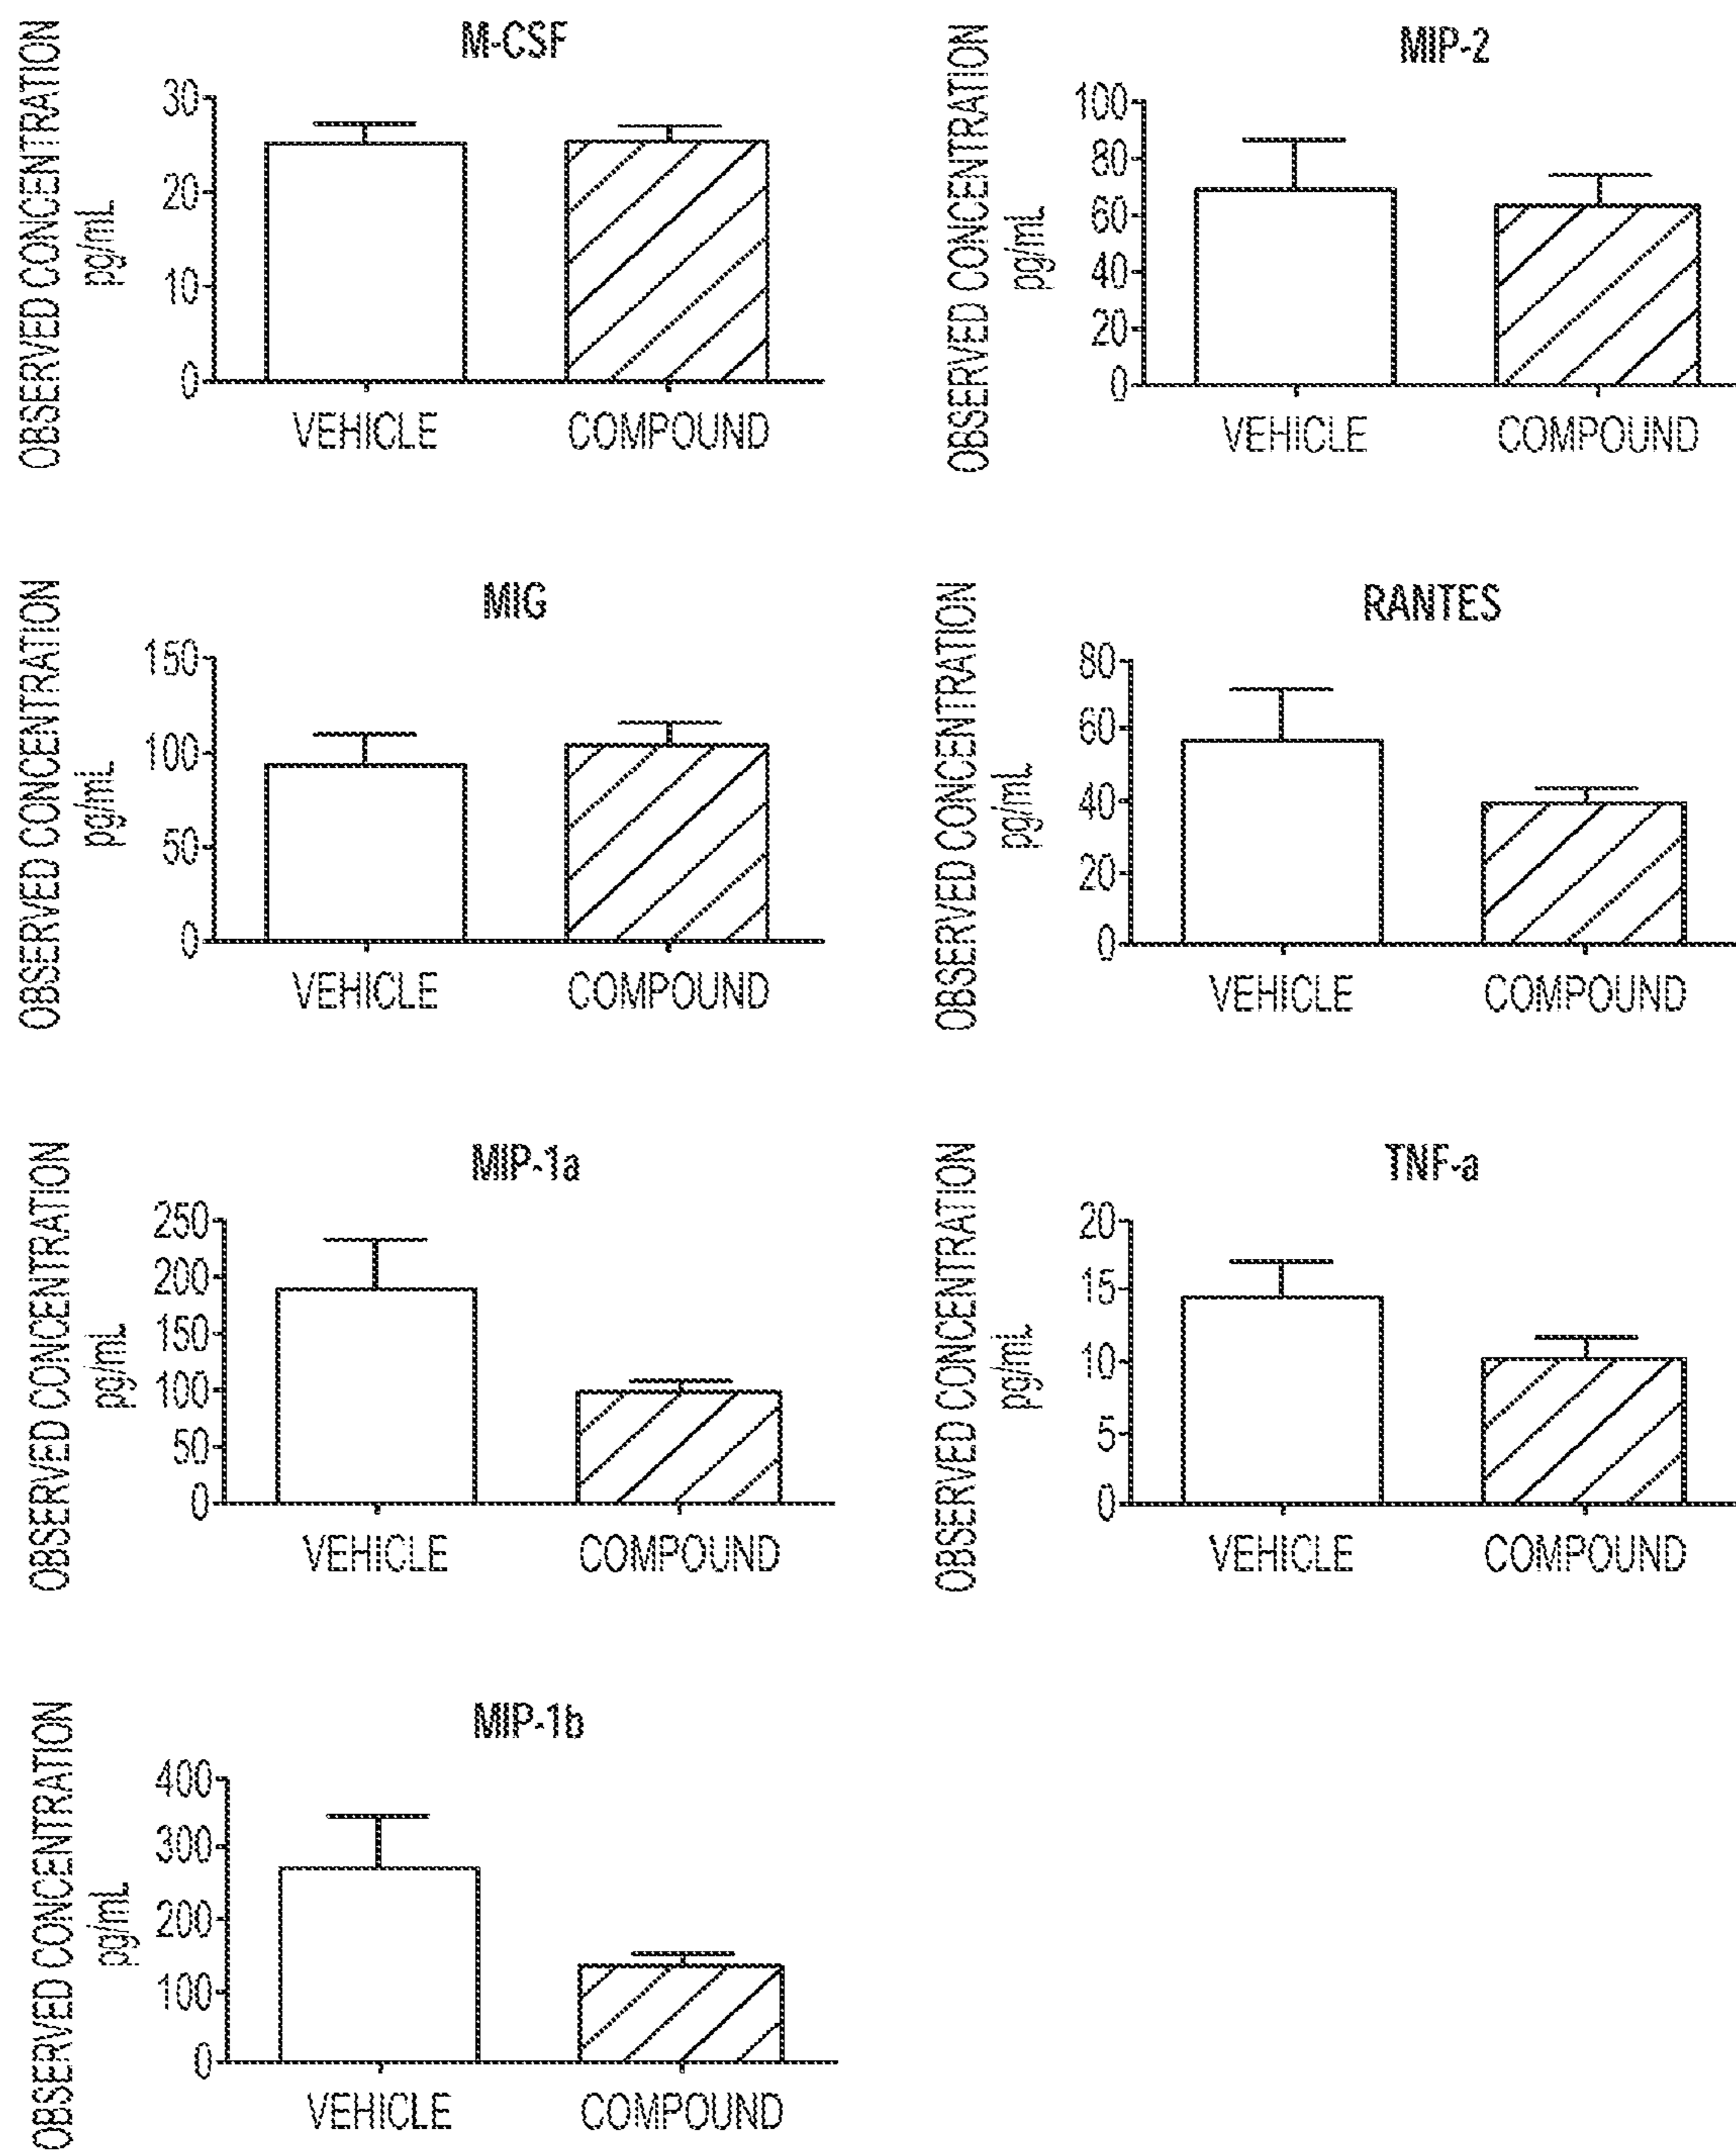 M-CSF
OBSERVED CONCENTRATION
pg/mL
30
20
10
0
VEHICLE COMPOUND
MIP-2
OBSERVED CONCENTRATION
pg/mL
100
80
60
40
20
0
VEHICLE COMPOUND
MIG
OBSERVED CONCENTRATION
pg/mL
150
100
50
0
VEHICLE COMPOUND
RANTES
OBSERVED CONCENTRATION
pg/mL
80
60
40
20
0
VEHICLE COMPOUND
MIP-1a
OBSERVED CONCENTRATION
pg/mL
250
200
150
100
50
0
VEHICLE COMPOUND
TNF-a
OBSERVED CONCENTRATION
pg/mL
20
15
10
5
0
VEHICLE COMPOUND
MIP-1b
OBSERVED CONCENTRATION
pg/mL
400
300
200
100
0
VEHICLE COMPOUND